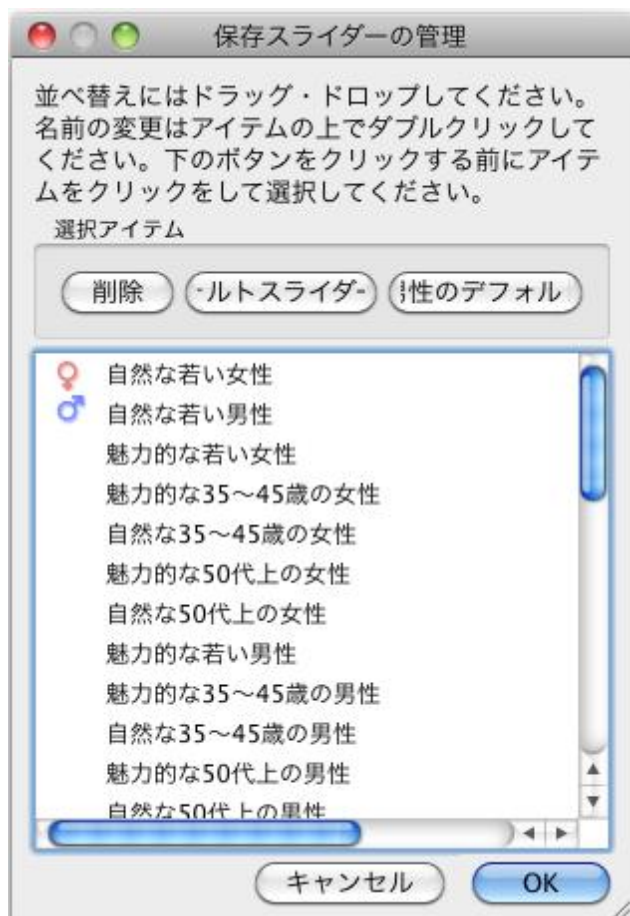 保存スライダーの管理
並べ替えにはドラッグ・ドロップしてください。
名前の変更はアイテムの上でダブルクリックして
ください。下のボタンをクリックする前にアイテ
ムをクリックをして選択してください。
選択アイテム
削除 ールトスライダー 性のデフォル
自然な若い女性
自然な若い男性
魅力的な若い女性
魅力的な35～45歳の女性
自然な35～45歳の女性
魅力的な50代上の女性
自然な50代上の女性
魅力的な若い男性
魅力的な35～45歳の男性
自然な35～45歳の男性
魅力的な50代上の男性
自然な50代上の男性
キャンセル OK